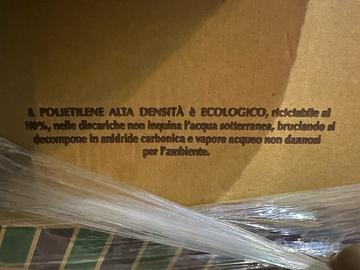 IL POLIETILENE ALTA DENSITÀ è ECOLOGICO, riciclabile al
100%, nelle discariche non inquina l'acqua sotterranea, bruciando si
decompone in anidride carbonica e vapore acqueo non dannosi
per l'ambiente.